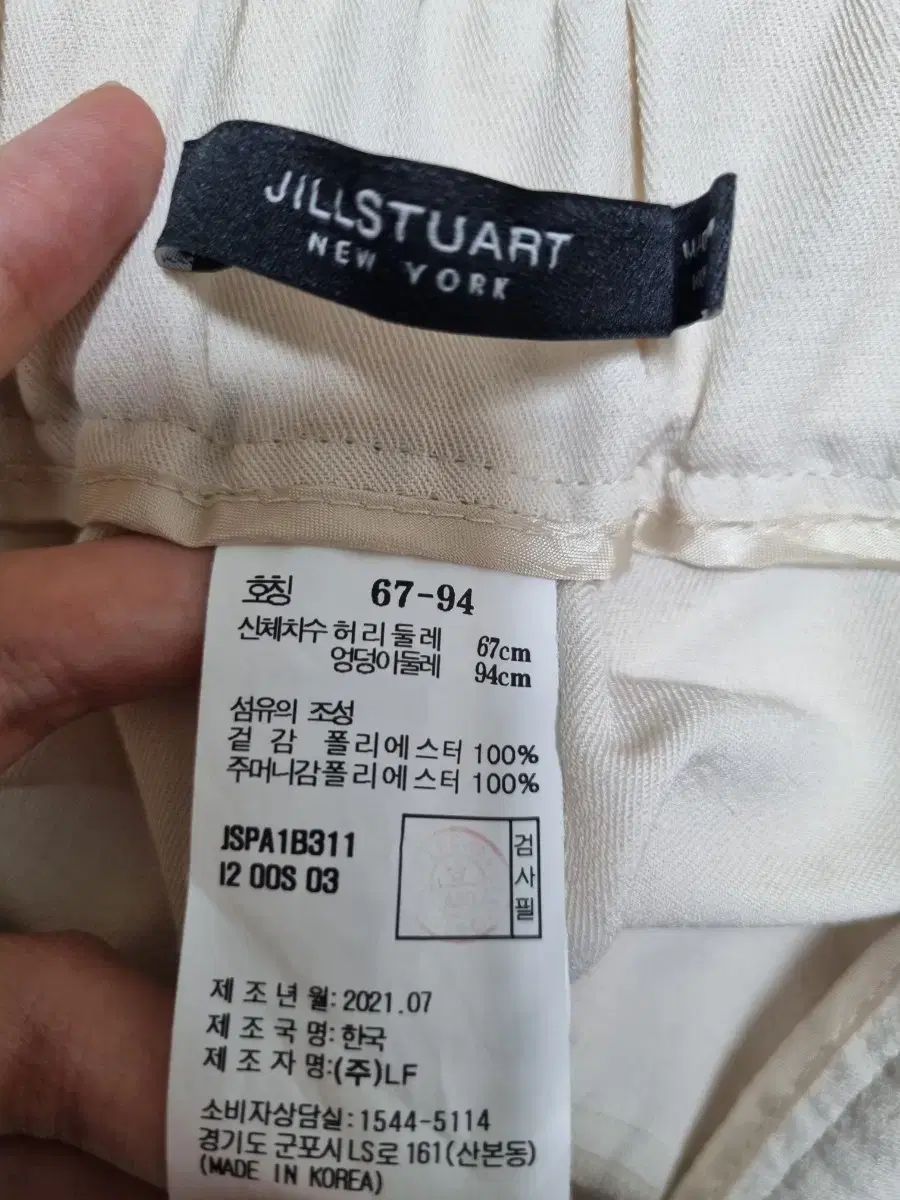 JILLSTUART
NEW YORK
호칭 67-94
신체치수 허리둘레 67cm
엉덩이둘레 94cm
섬유의 조성
겉감 폴리에스터 100%
주머니감폴리에스터 100%
JSPA1B311
I2 00S 03
검사필
제조년월: 2021.07
제조국명: 한국
제조자명:(주)LF
소비자상담실: 1544-5114
경기도 군포시 LS로 161(산본동)
(MADE IN KOREA)